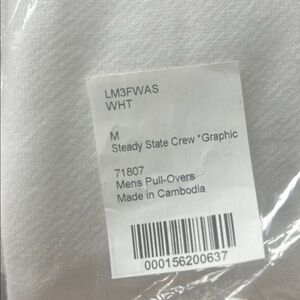 LM3FWAS
WHT
M
Steady State Crew *Graphic
71807
Mens Pull-Overs
Made in Cambodia
000156200637